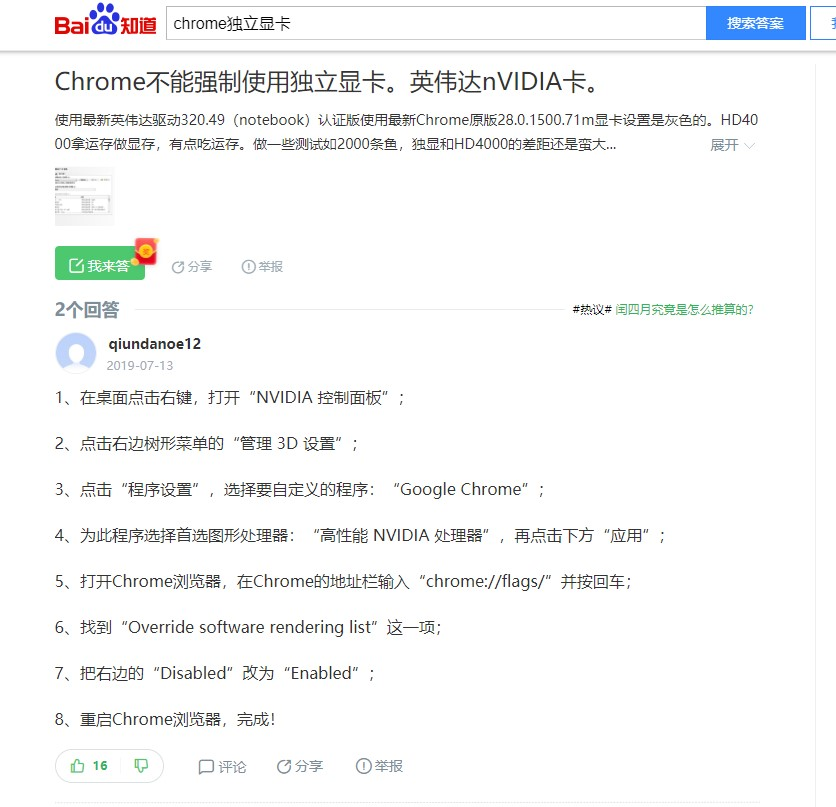 Bai du 知道
chrome独立显卡
搜索答案
Chrome不能强制使用独立显卡。英伟达nVIDIA卡。
使用最新英伟达驱动320.49（notebook）认证版使用最新Chrome原版28.0.1500.71m显卡设置是灰色的。HD40
00拿运存做显存，有点吃运存。做一些测试如2000条鱼，独显和HD4000的差距还是蛮大...
展开
我来答
分享
举报
2个回答
#热议# 闰四月究竟是怎么推算的?
qiundanoe12
2019-07-13
1、在桌面点击右键，打开“NVIDIA 控制面板”；
2、点击右边树形菜单的“管理 3D 设置”；
3、点击“程序设置”，选择要自定义的程序：“Google Chrome”；
4、为此程序选择首选图形处理器：“高性能 NVIDIA 处理器”，再点击下方“应用”；
5、打开Chrome浏览器，在Chrome的地址栏输入“chrome://flags/”并按回车；
6、找到“Override software rendering list”这一项；
7、把右边的“Disabled”改为“Enabled”；
8、重启Chrome浏览器，完成！
16
评论
分享
举报